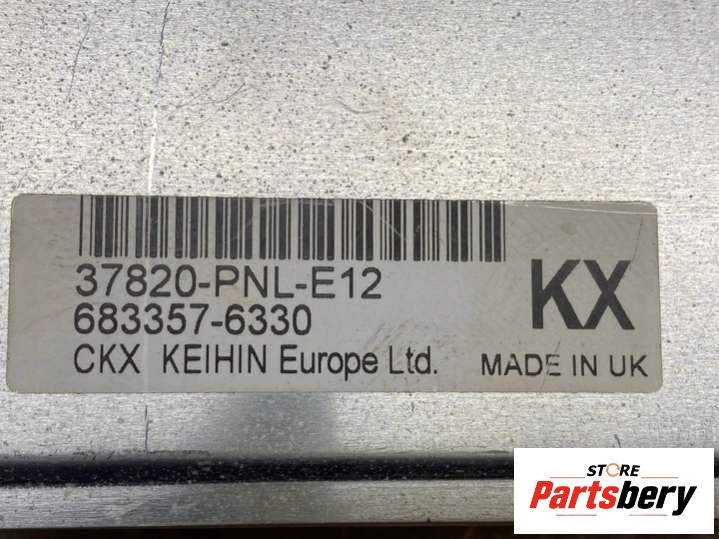 37820-PNL-E12
683357-6330
KX
CKX KEIHIN Europe Ltd. MADE IN UK
STORE
Partsbery